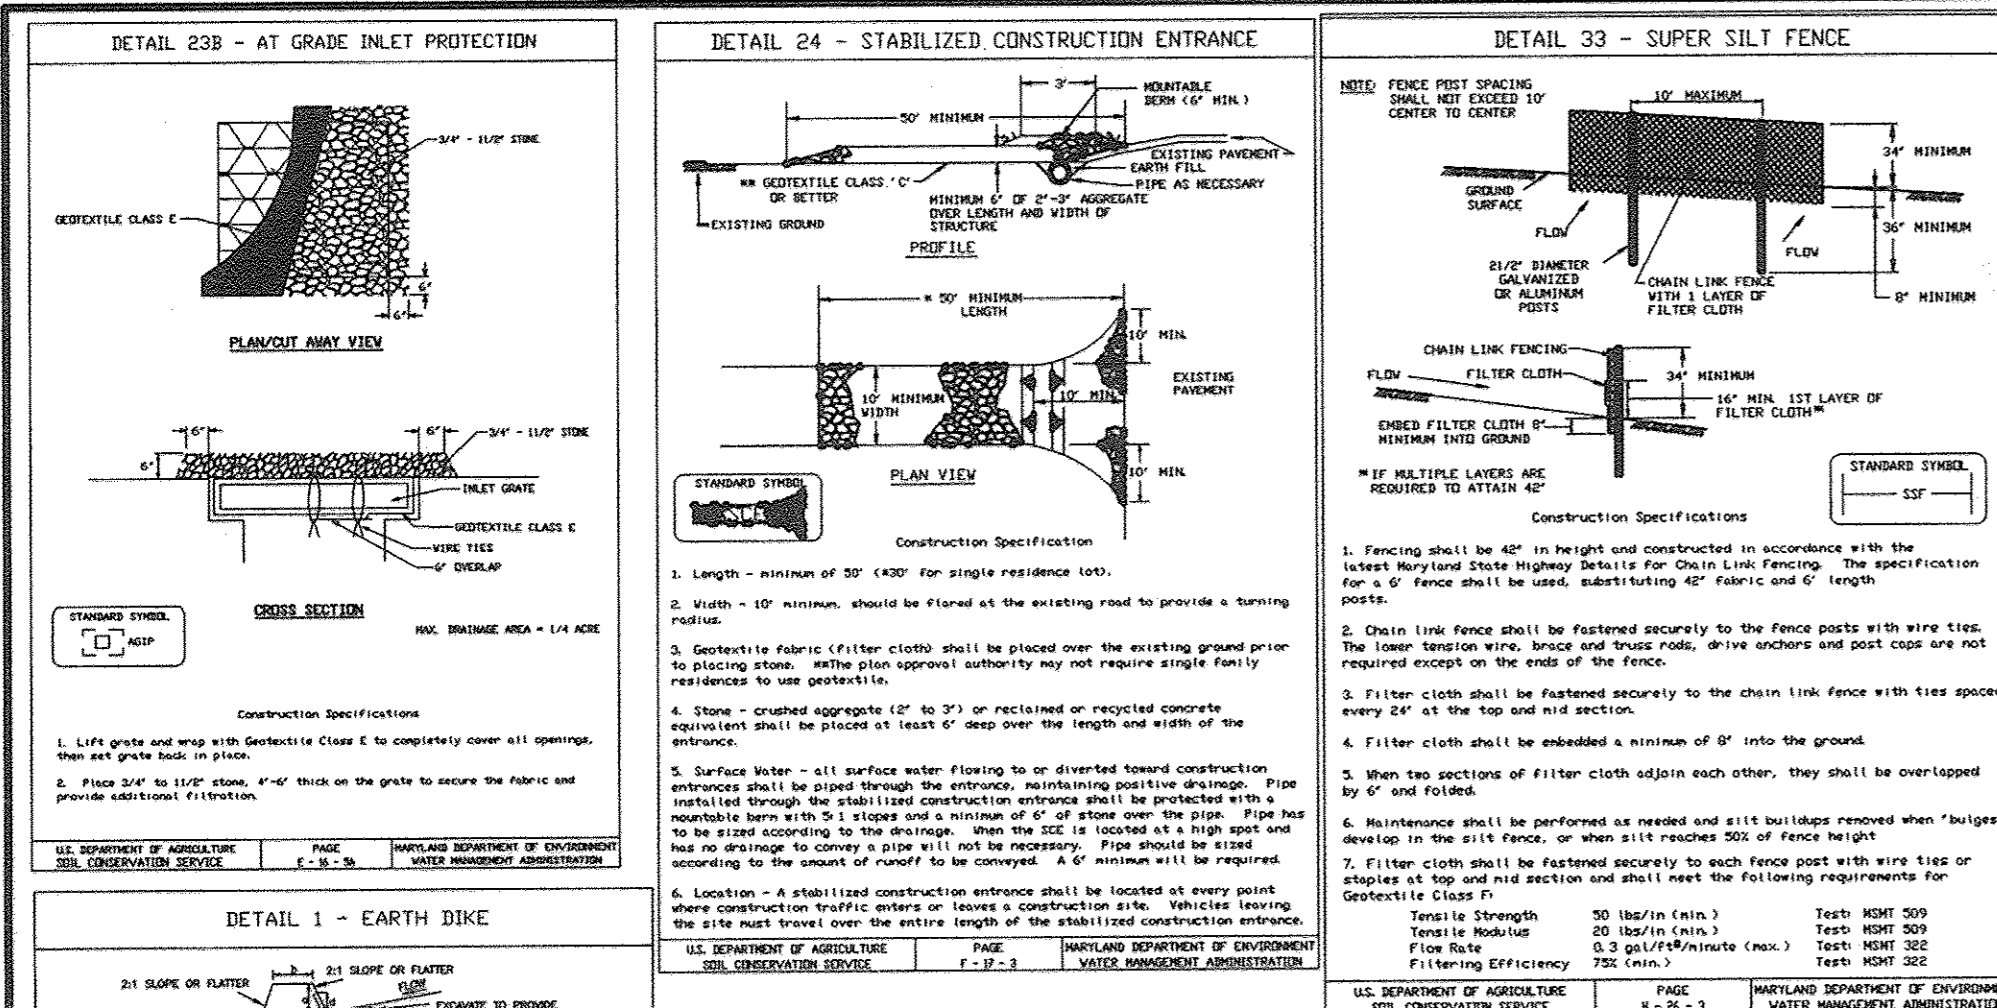 DETAIL 23B - AT GRADE INLET PROTECTION
3/4" - 11/2" STONE
GEOTEXTILE CLASS E
6"
6"
PLAN/CUT AWAY VIEW
6"
6"
3/4" - 11/2" STONE
6"
INLET GRATE
GEOTEXTILE CLASS E
WIRE TIES
6" OVERLAP
CROSS SECTION
STANDARD SYMBOL
AGIP
MAX. DRAINAGE AREA = 1/4 ACRE
Construction Specifications
1. Lift grate and wrap with Geotextile Class E to completely cover all openings,
then set grate back in place.
2. Place 3/4" to 11/2" stone, 4"-6" thick on the grate to secure the fabric and
provide additional filtration.
U.S. DEPARTMENT OF AGRICULTURE
SOIL CONSERVATION SERVICE
PAGE
MARYLAND DEPARTMENT OF ENVIRONMENT
WATER MANAGEMENT ADMINISTRATION
DETAIL 1 - EARTH DIKE
2:1 SLOPE OR FLATTER
2:1 SLOPE OR FLATTER
FLOW
EXCAVATE TO PROVIDE
DETAIL 24 - STABILIZED CONSTRUCTION ENTRANCE
3'
MOUNTABLE
BERM (6" MIN.)
50' MINIMUM
EXISTING PAVEMENT
EARTH FILL
PIPE AS NECESSARY
** GEOTEXTILE CLASS 'C'
OR BETTER
MINIMUM 6" OF 2"-3" AGGREGATE
OVER LENGTH AND WIDTH OF
STRUCTURE
EXISTING GROUND
PROFILE
* 50' MINIMUM
LENGTH
10' MIN.
EXISTING
PAVEMENT
10' MINIMUM
WIDTH
10' MIN.
10' MIN.
PLAN VIEW
STANDARD SYMBOL
Construction Specification
1. Length - minimum of 50' (*30' for single residence lot).
2. Width - 10' minimum, should be flared at the existing road to provide a turning
radius.
3. Geotextile fabric (filter cloth) shall be placed over the existing ground prior
to placing stone. **The plan approval authority may not require single family
residences to use geotextile.
4. Stone - crushed aggregate (2" to 3") or reclaimed or recycled concrete
equivalent shall be placed at least 6" deep over the length and width of the
entrance.
5. Surface Water - all surface water flowing to or diverted toward construction
entrances shall be piped through the entrance, maintaining positive drainage. Pipe
installed through the stabilized construction entrance shall be protected with a
mountable berm with 5:1 slopes and a minimum of 6" of stone over the pipe. Pipe has
to be sized according to the drainage. When the SCE is located at a high spot and
has no drainage to convey a pipe will not be necessary. Pipe should be sized
according to the amount of runoff to be conveyed. A 6" minimum will be required.
6. Location - A stabilized construction entrance shall be located at every point
where construction traffic enters or leaves a construction site. Vehicles leaving
the site must travel over the entire length of the stabilized construction entrance.
U.S. DEPARTMENT OF AGRICULTURE
SOIL CONSERVATION SERVICE
PAGE
F - 17 - 3
MARYLAND DEPARTMENT OF ENVIRONMENT
WATER MANAGEMENT ADMINISTRATION
DETAIL 33 - SUPER SILT FENCE
NOTE: FENCE POST SPACING
SHALL NOT EXCEED 10'
CENTER TO CENTER
10' MAXIMUM
34" MINIMUM
GROUND
SURFACE
36" MINIMUM
FLOW
FLOW
21/2" DIAMETER
GALVANIZED
OR ALUMINUM
POSTS
CHAIN LINK FENCE
WITH 1 LAYER OF
FILTER CLOTH
8" MINIMUM
CHAIN LINK FENCING
FLOW
FILTER CLOTH
34" MINIMUM
16" MIN. 1ST LAYER OF
FILTER CLOTH**
EMBED FILTER CLOTH 8"
MINIMUM INTO GROUND
** IF MULTIPLE LAYERS ARE
REQUIRED TO ATTAIN 42"
STANDARD SYMBOL
SSF
Construction Specifications
1. Fencing shall be 42" in height and constructed in accordance with the
latest Maryland State Highway Details for Chain Link Fencing. The specification
for a 6' fence shall be used, substituting 42" fabric and 6' length
posts.
2. Chain link fence shall be fastened securely to the fence posts with wire ties.
The lower tension wire, brace and truss rods, drive anchors and post caps are not
required except on the ends of the fence.
3. Filter cloth shall be fastened securely to the chain link fence with ties space
every 24" at the top and mid section.
4. Filter cloth shall be embedded a minimum of 8" into the ground.
5. When two sections of filter cloth adjoin each other, they shall be overlapped
by 6" and folded.
6. Maintenance shall be performed as needed and silt buildups removed when "bulges
develop in the silt fence, or when silt reaches 50% of fence height
7. Filter cloth shall be fastened securely to each fence post with wire ties or
staples at top and mid section and shall meet the following requirements for
Geotextile Class F:
Tensile Strength 50 lbs/in (min.) Test: MSMT 509
Tensile Modulus 20 lbs/in (min.) Test: MSMT 509
Flow Rate 0.3 gal/ft²/minute (max.) Test: MSMT 322
Filtering Efficiency 75% (min.) Test: MSMT 322
U.S. DEPARTMENT OF AGRICULTURE
SOIL CONSERVATION SERVICE
PAGE
MARYLAND DEPARTMENT OF ENVIRONME
WATER MANAGEMENT ADMINISTRATIO